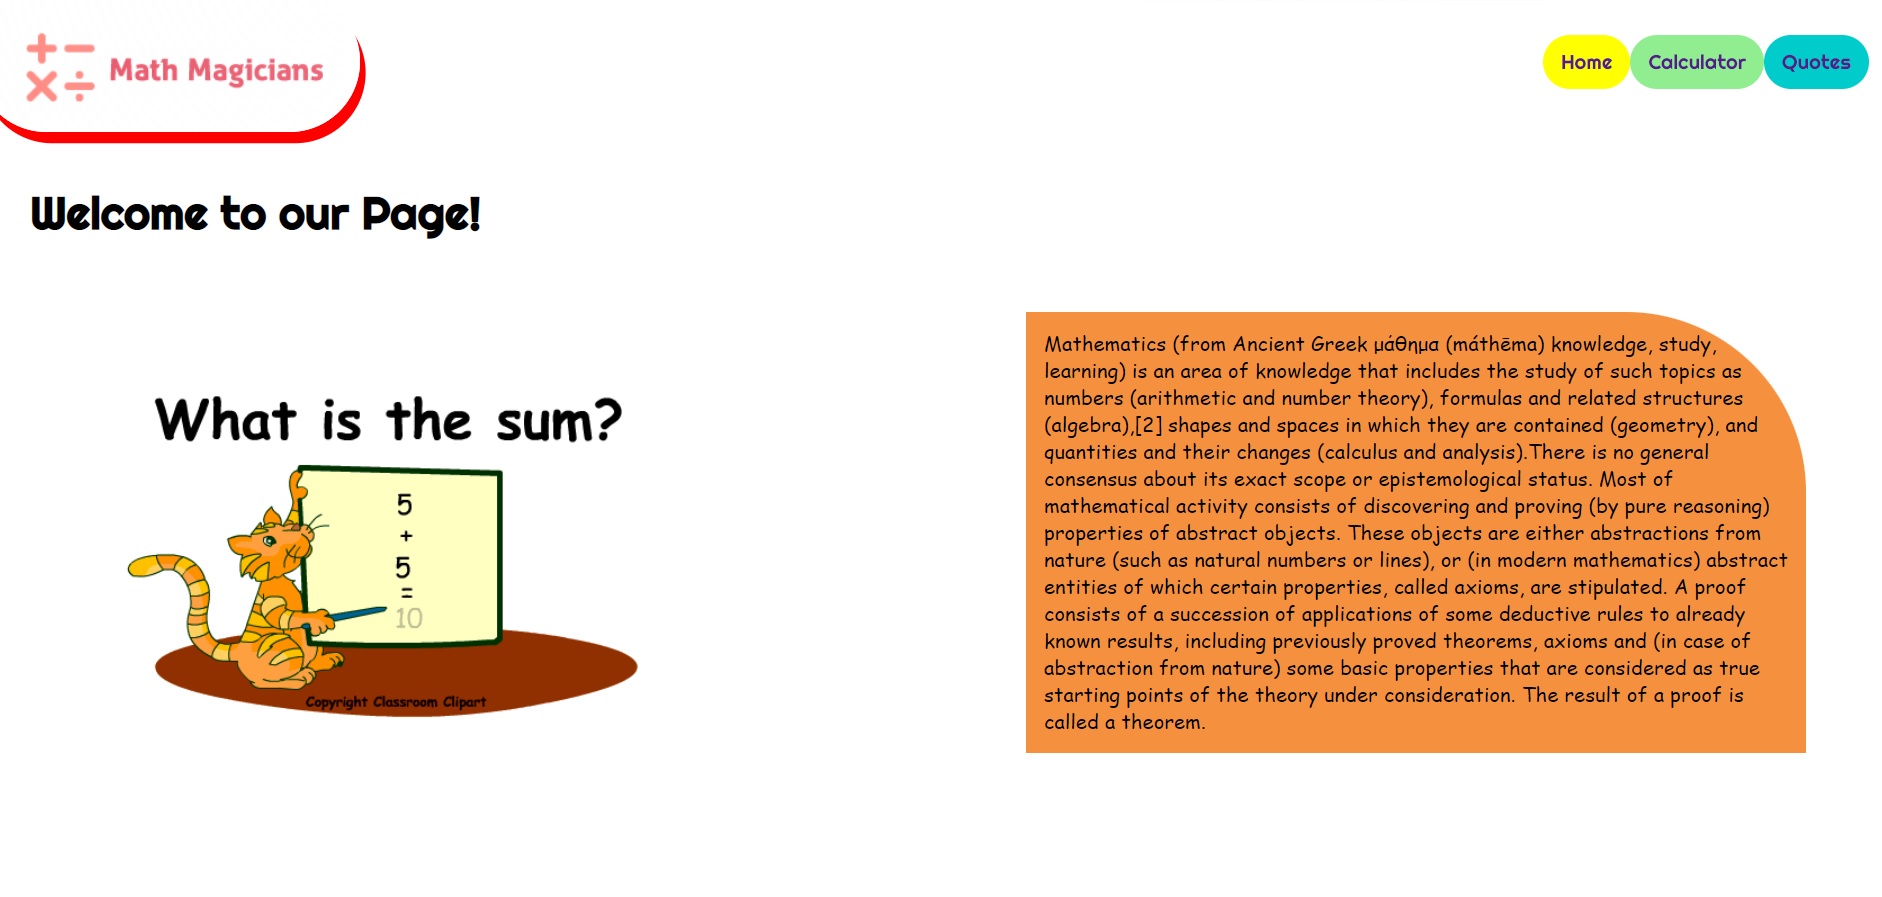 Math Magicians
Home
Calculator
Quotes
Welcome to our Page!
What is the sum?
5
+
5
=
10
Copyright Classroom Clipart
Mathematics (from Ancient Greek μάθημα (máthēma) knowledge, study,
learning) is an area of knowledge that includes the study of such topics as
numbers (arithmetic and number theory), formulas and related structures
(algebra),[2] shapes and spaces in which they are contained (geometry), and
quantities and their changes (calculus and analysis).There is no general
consensus about its exact scope or epistemological status. Most of
mathematical activity consists of discovering and proving (by pure reasoning)
properties of abstract objects. These objects are either abstractions from
nature (such as natural numbers or lines), or (in modern mathematics) abstract
entities of which certain properties, called axioms, are stipulated. A proof
consists of a succession of applications of some deductive rules to already
known results, including previously proved theorems, axioms and (in case of
abstraction from nature) some basic properties that are considered as true
starting points of the theory under consideration. The result of a proof is
called a theorem.